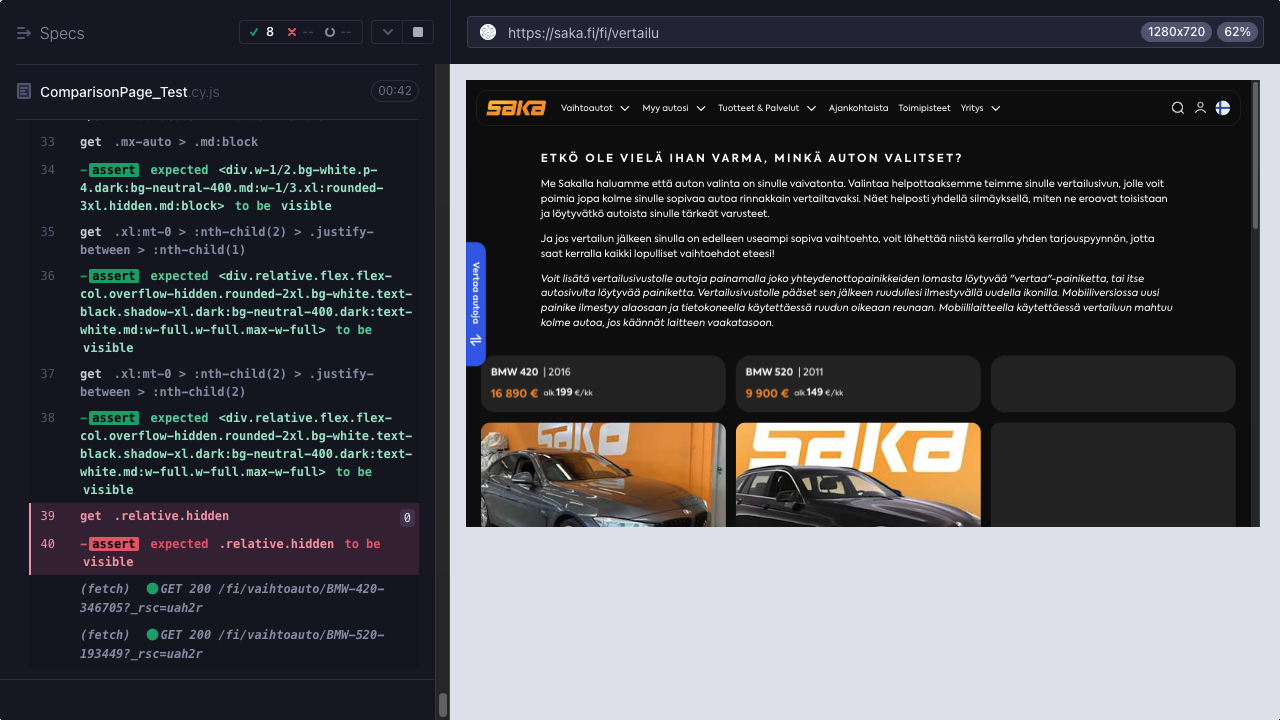 Specs
8
--
--
https://saka.fi/fi/vertailu
1280x720
62%
ComparisonPage_Test.cy.js
00:42
33 get .mx-auto > .md:block
34 -assert expected <div.w-1/2.bg-white.p-
4.dark:bg-neutral-400.md:w-1/3.xl:rounded-
3xl.hidden.md:block> to be visible
35 get .xl:mt-0 > :nth-child(2) > .justify-
between > :nth-child(1)
36 -assert expected <div.relative.flex.flex-
col.overflow-hidden.rounded-2xl.bg-white.text-
black.shadow-xl.dark:bg-neutral-400.dark:text-
white.md:w-full.w-full.max-w-full> to be
visible
37 get .xl:mt-0 > :nth-child(2) > .justify-
between > :nth-child(2)
38 -assert expected <div.relative.flex.flex-
col.overflow-hidden.rounded-2xl.bg-white.text-
black.shadow-xl.dark:bg-neutral-400.dark:text-
white.md:w-full.w-full.max-w-full> to be
visible
39 get .relative.hidden 0
40 -assert expected .relative.hidden to be
visible
(fetch) GET 200 /fi/vaihtoauto/BMW-420-
346705?_rsc=uah2r
(fetch) GET 200 /fi/vaihtoauto/BMW-520-
193449?_rsc=uah2r
saka Vaihtoautot Myy autosi Tuotteet & Palvelut Ajankohtaista Toimipisteet Yritys
ETKÖ OLE VIELÄ IHAN VARMA, MINKÄ AUTON VALITSET?
Me Sakalla haluamme että auton valinta on sinulle vaivatonta. Valintaa helpottaaksemme teimme sinulle vertailusivun, jolle voit
poimia jopa kolme sinulle sopivaa autoa rinnakkain vertailtavaksi. Näet helposti yhdellä silmäyksellä, miten ne eroavat toisistaan
ja löytyvätkö autoista sinulle tärkeät varusteet.
Ja jos vertailun jälkeen sinulla on edelleen useampi sopiva vaihtoehto, voit lähettää niistä kerralla yhden tarjouspyynnön, jotta
saat kerralla kaikki lopulliset vaihtoehdot eteesi!
Voit lisätä vertailusivustolle autoja painamalla joko yhteydenottopainikkeiden lomasta löytyvää "vertaa"-painiketta, tai itse
autosivulta löytyvää painiketta. Vertailusivustolle pääset sen jälkeen ruudullesi ilmestyvällä uudella ikonilla. Mobiiliversiossa uusi
painike ilmestyy alaosaan ja tietokoneella käytettäessä ruudun oikeaan reunaan. Mobiililaitteella käytettäessä vertailuun mahtuu
kolme autoa, jos käännät laitteen vaakatasoon.
Vertaa autoja
BMW 420 | 2016
16 890 € alk.199 €/kk
BMW 520 | 2011
9 900 € alk.149 €/kk
saka
saka